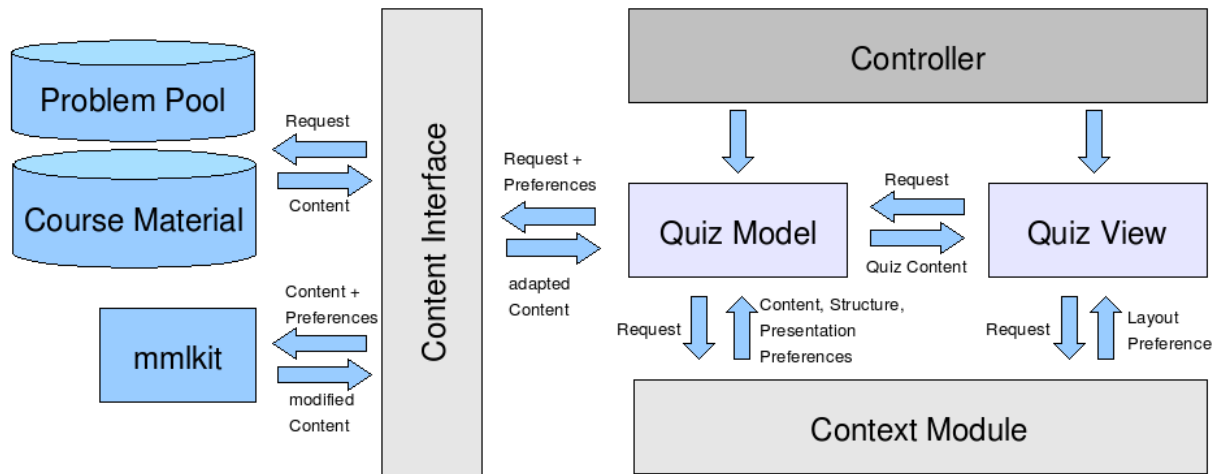 Problem Pool
Course Material
Request
Content
mmlkit
Content +
Preferences
modified
Content
Content Interface
Request +
Preferences
adapted
Content
Controller
Quiz Model
Request
Quiz Content
Quiz View
Request
Content, Structure,
Presentation
Preferences
Request
Layout
Preference
Context Module